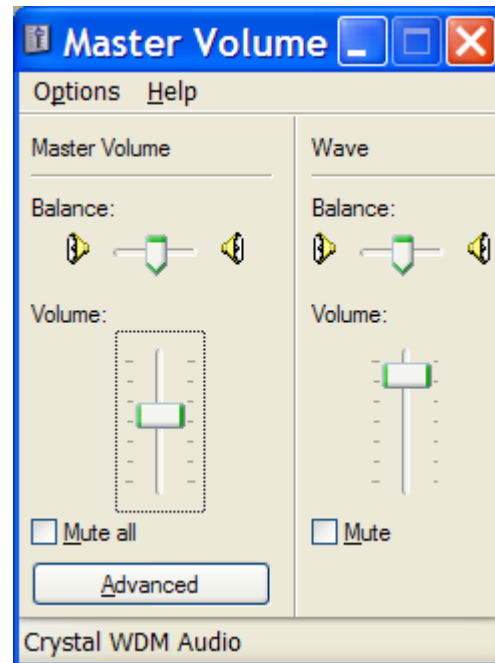 Master Volume
Options Help
Master Volume
Balance:
Volume:
Mute all
Advanced
Wave
Balance:
Volume:
Mute
Crystal WDM Audio